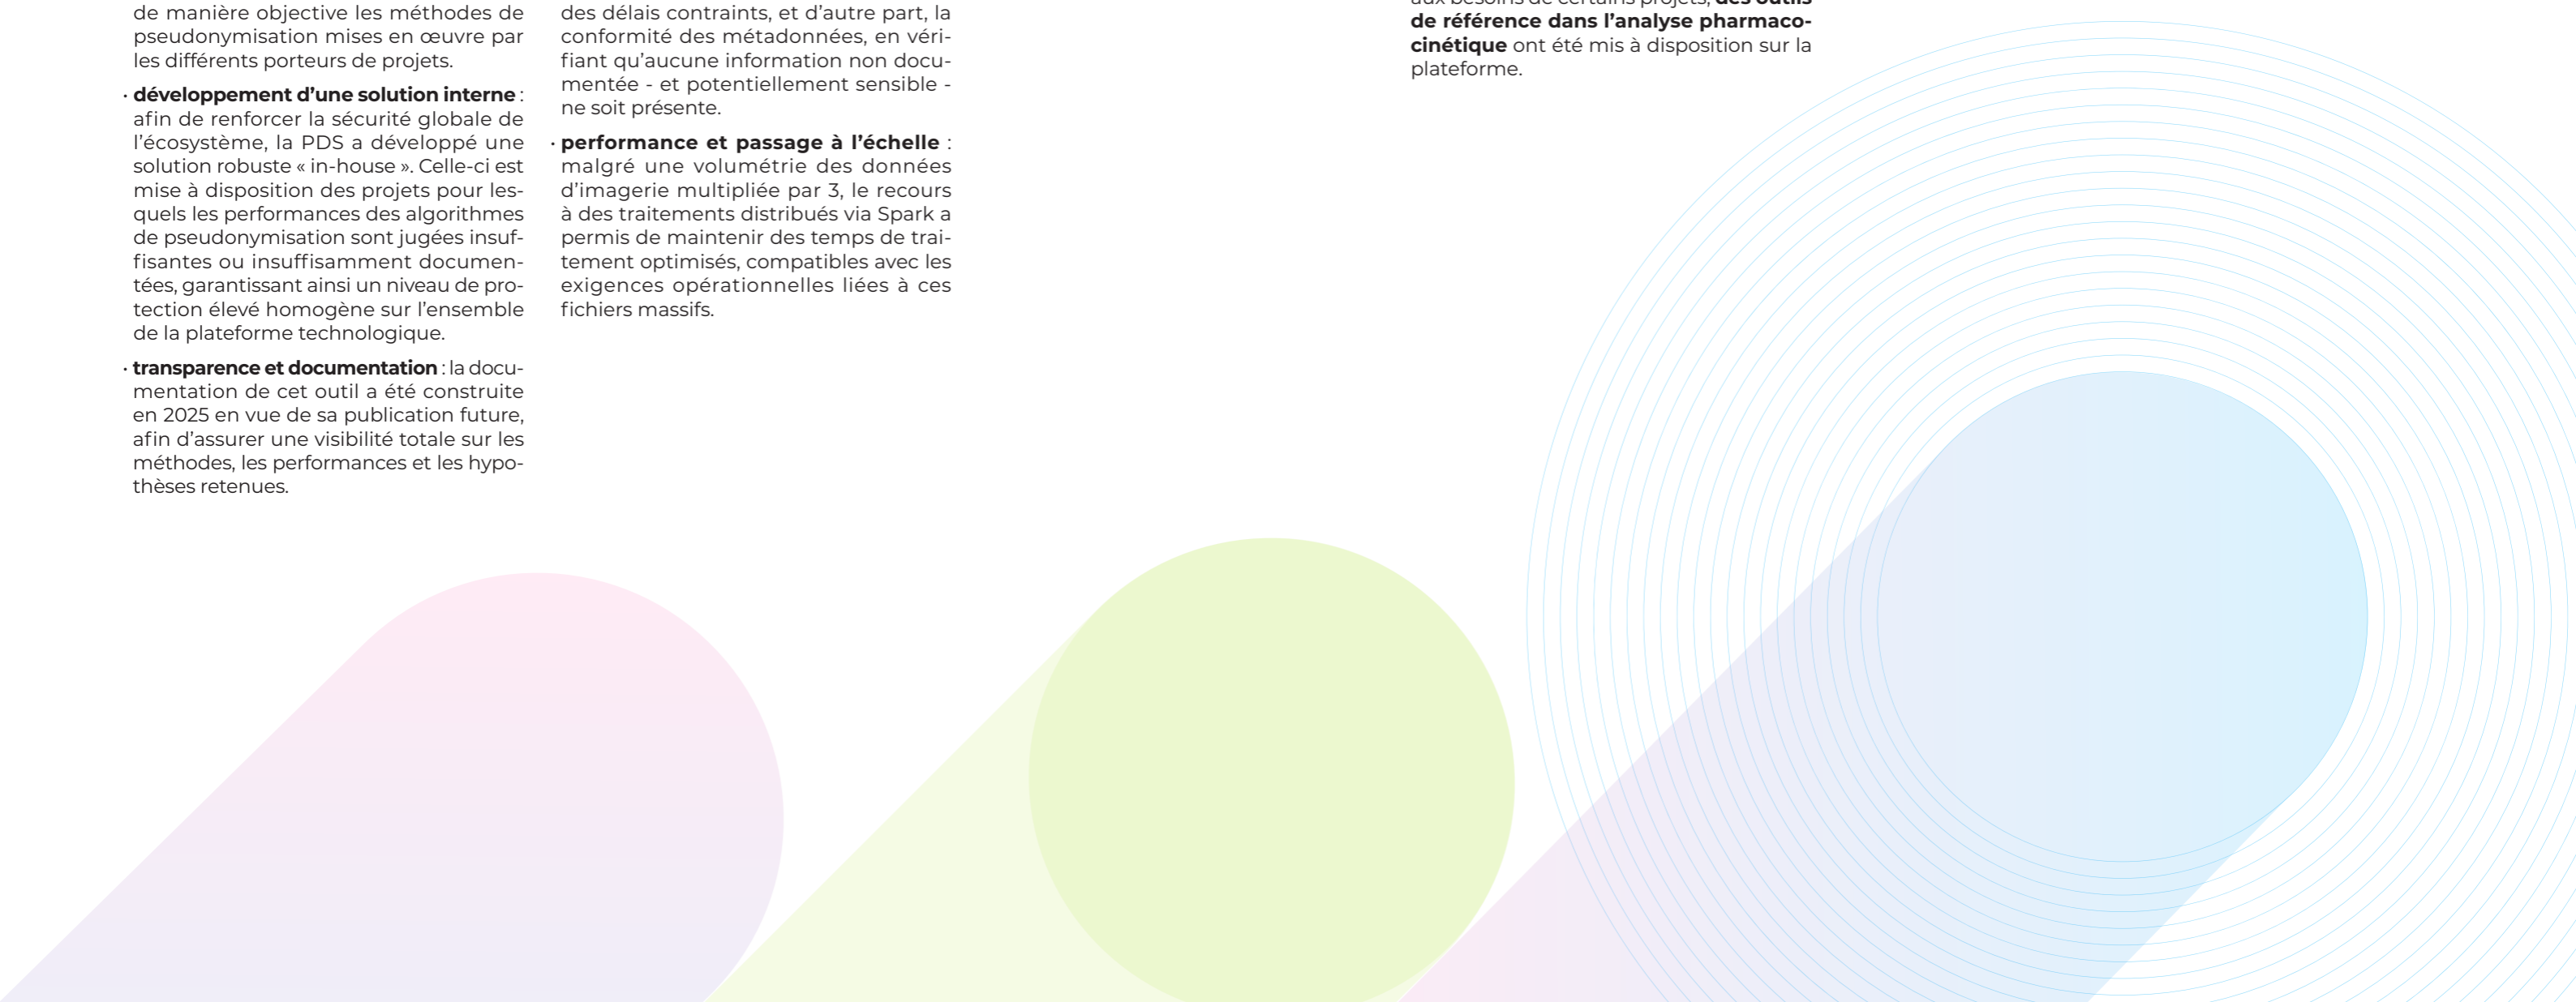 de manière objective les méthodes de
pseudonymisation mises en œuvre par
les différents porteurs de projets.
· développement d’une solution interne :
afin de renforcer la sécurité globale de
l’écosystème, la PDS a développé une
solution robuste « in-house ». Celle-ci est
mise à disposition des projets pour les-
quels les performances des algorithmes
de pseudonymisation sont jugées insuf-
fisantes ou insuffisamment documen-
tées, garantissant ainsi un niveau de pro-
tection élevé homogène sur l’ensemble
de la plateforme technologique.
· transparence et documentation : la docu-
mentation de cet outil a été construite
en 2025 en vue de sa publication future,
afin d’assurer une visibilité totale sur les
méthodes, les performances et les hypo-
thèses retenues.
des délais contraints, et d’autre part, la
conformité des métadonnées, en véri-
fiant qu’aucune information non docu-
mentée - et potentiellement sensible -
ne soit présente.
· performance et passage à l’échelle :
malgré une volumétrie des données
d’imagerie multipliée par 3, le recours
à des traitements distribués via Spark a
permis de maintenir des temps de trai-
tement optimisés, compatibles avec les
exigences opérationnelles liées à ces
fichiers massifs.
aux besoins de certains projets, des outils
de référence dans l’analyse pharmaco-
cinétique ont été mis à disposition sur la
plateforme.